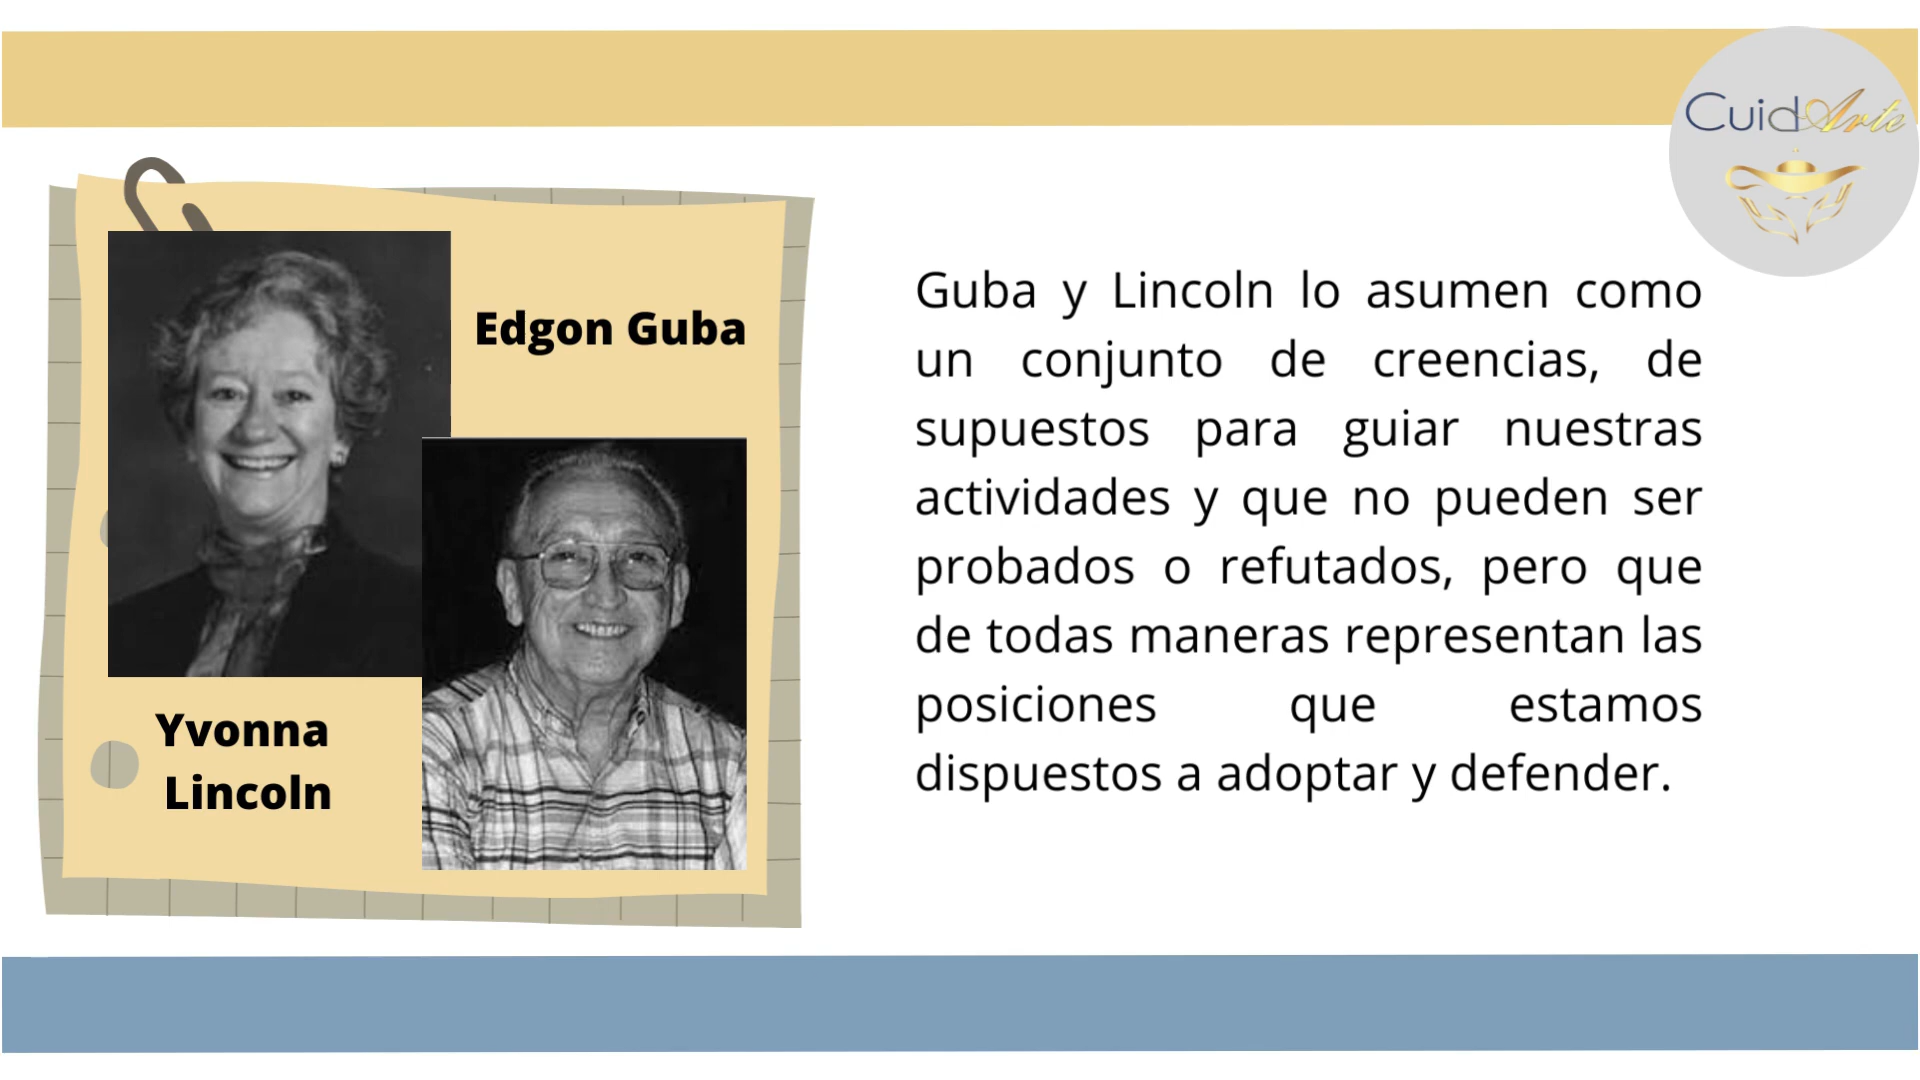 CuidArte
Edgon Guba
Yvonna
Lincoln
Guba y Lincoln lo asumen como
un conjunto de creencias, de
supuestos para guiar nuestras
actividades y que no pueden ser
probados o refutados, pero que
de todas maneras representan las
posiciones que estamos
dispuestos a adoptar y defender.